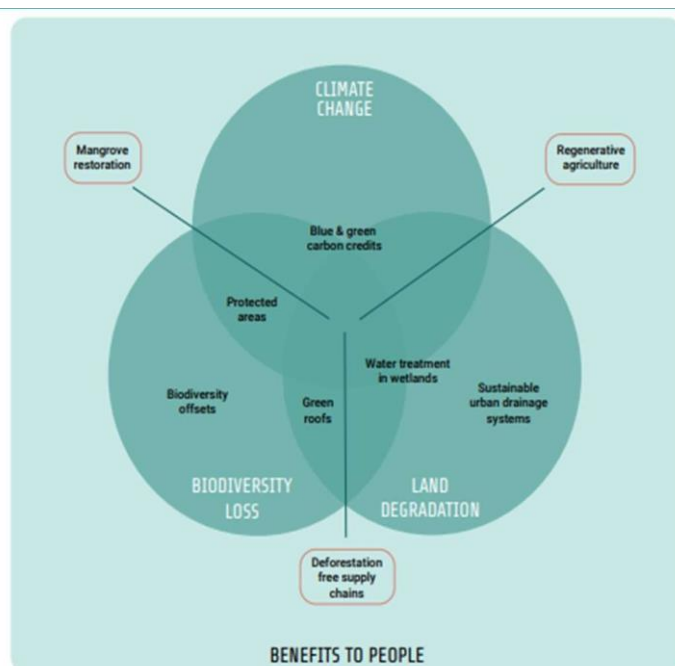 CLIMATE
CHANGE
Mangrove
restoration
Regenerative
agriculture
Blue & green
carbon credits
Protected
areas
Water treatment
in wetlands
Biodiversity
offsets
Green
roofs
Sustainable
urban drainage
systems
BIODIVERSITY
LOSS
LAND
DEGRADATION
Deforestation
free supply
chains
BENEFITS TO PEOPLE